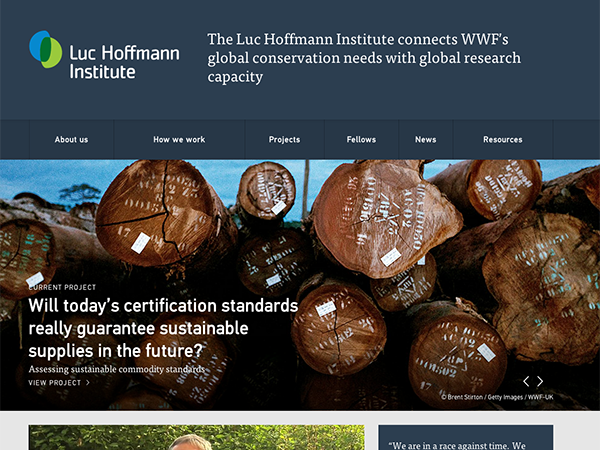 Luc Hoffmann
Institute
The Luc Hoffmann Institute connects WWF's
global conservation needs with global research
capacity
About us
How we work
Projects
Fellows
News
Resources
CURRENT PROJECT
Will today's certification standards
really guarantee sustainable
supplies in the future?
Assessing sustainable commodity standards
VIEW PROJECT
© Brent Stirton / Getty Images / WWF-UK
"We are in a race against time. We